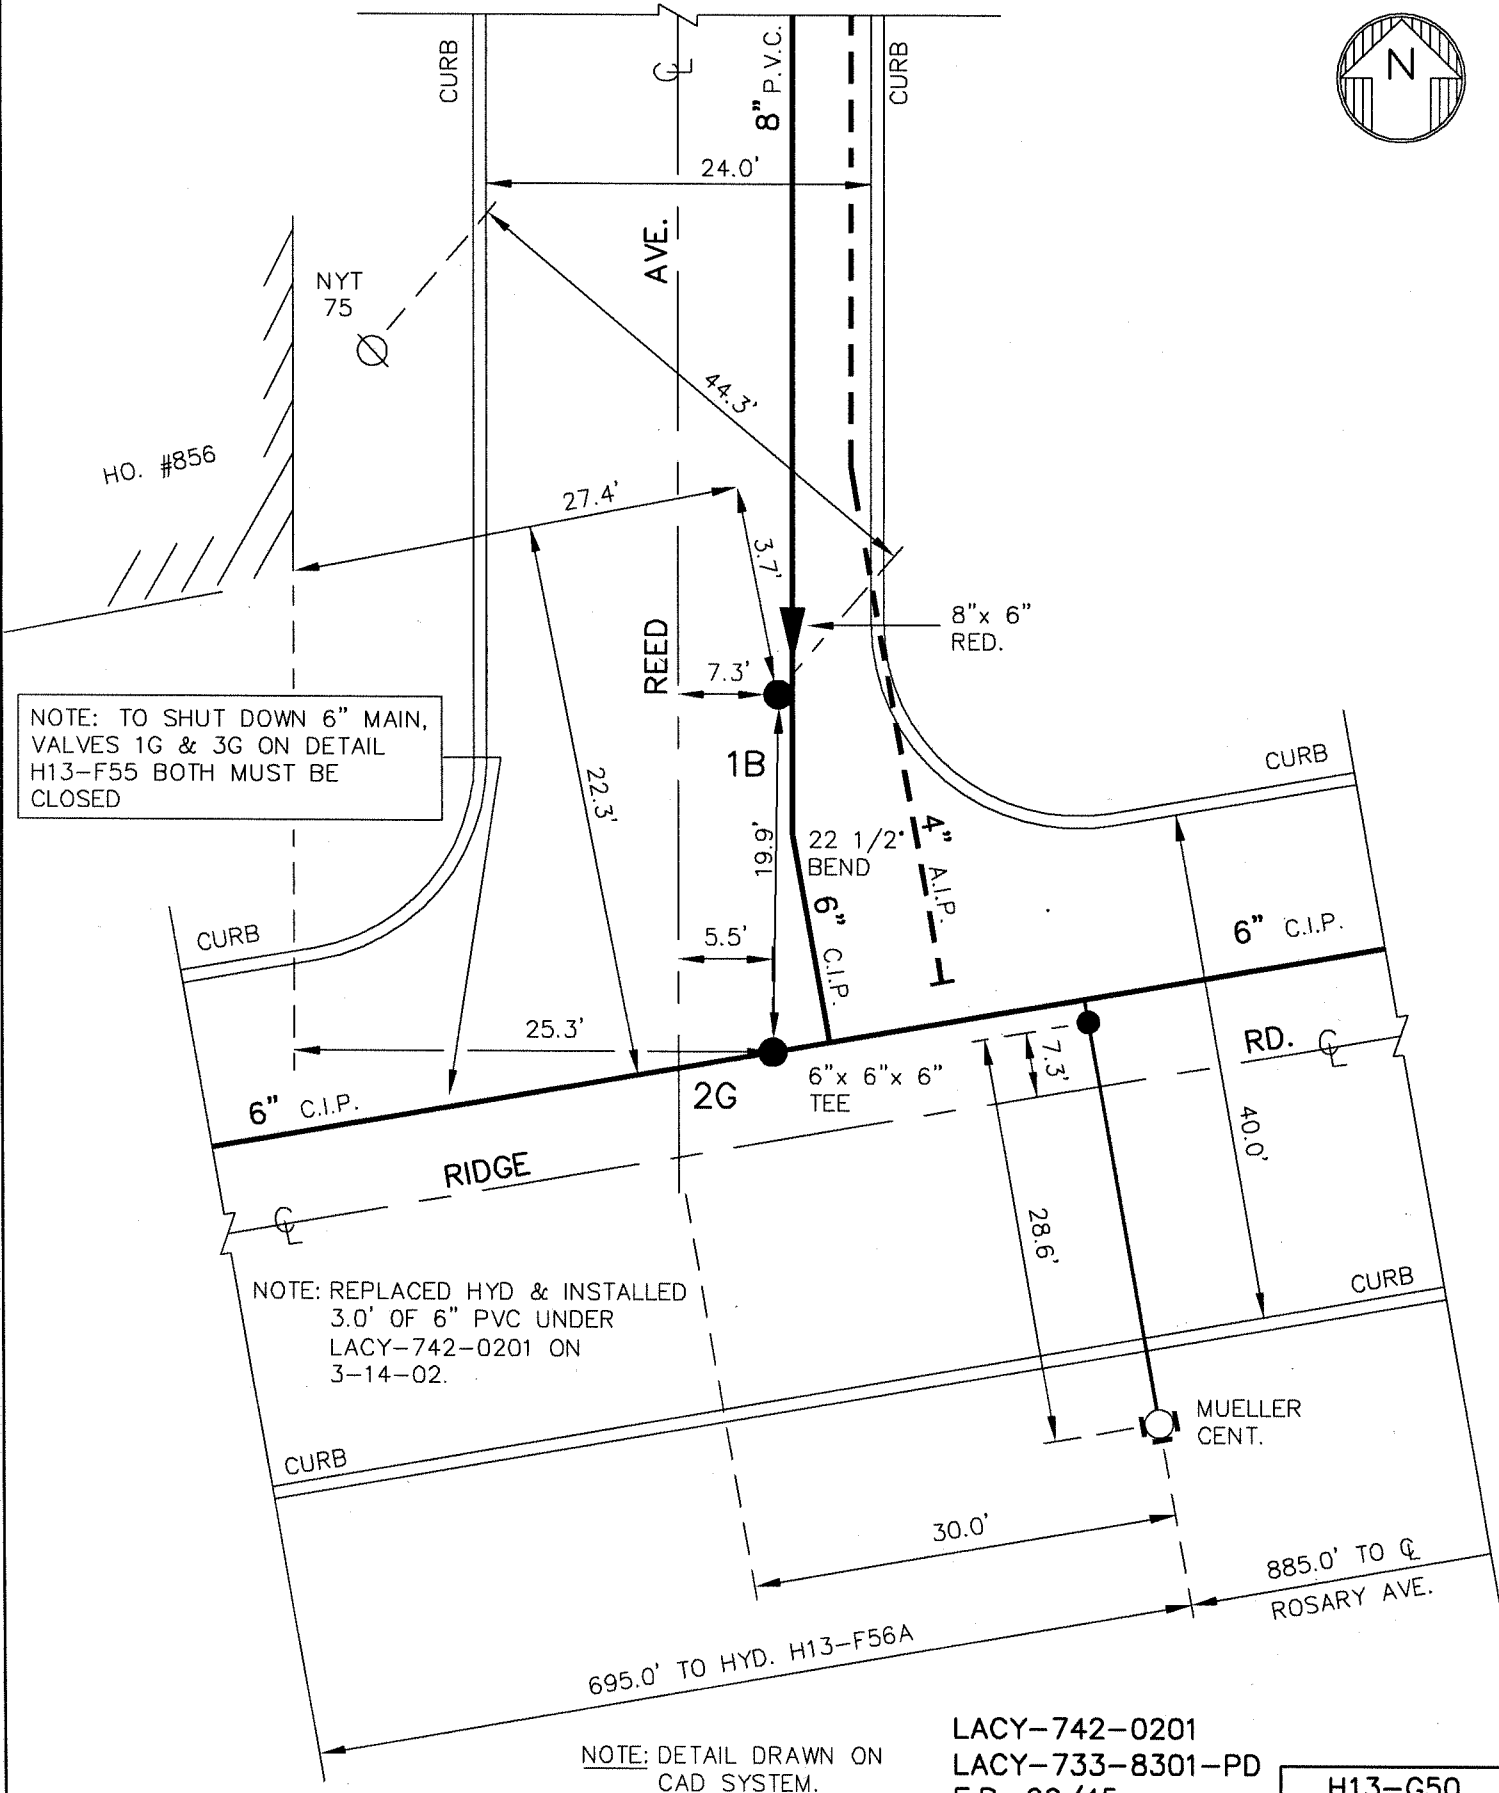 CURB
8" P.V.C.
CURB
N
24.0'
AVE.
NYT
75
44.3'
HO. #856
27.4'
3.7'
8"x 6"
RED.
REED
7.3'
NOTE: TO SHUT DOWN 6" MAIN,
VALVES 1G & 3G ON DETAIL
H13-F55 BOTH MUST BE
CLOSED
1B
CURB
22.3'
19.9'
22 1/2°
BEND
4" A.I.P.
6" C.I.P.
CURB
5.5'
6" C.I.P.
25.3'
RD.
7.3'
6"x 6"x 6"
TEE
2G
6" C.I.P.
40.0'
RIDGE
28.6'
NOTE: REPLACED HYD & INSTALLED
3.0' OF 6" PVC UNDER
LACY-742-0201 ON
3-14-02.
CURB
MUELLER
CENT.
CURB
30.0'
885.0' TO ℄
ROSARY AVE.
695.0' TO HYD. H13-F56A
NOTE: DETAIL DRAWN ON
CAD SYSTEM.
LACY-742-0201
LACY-733-8301-PD
H13-G50